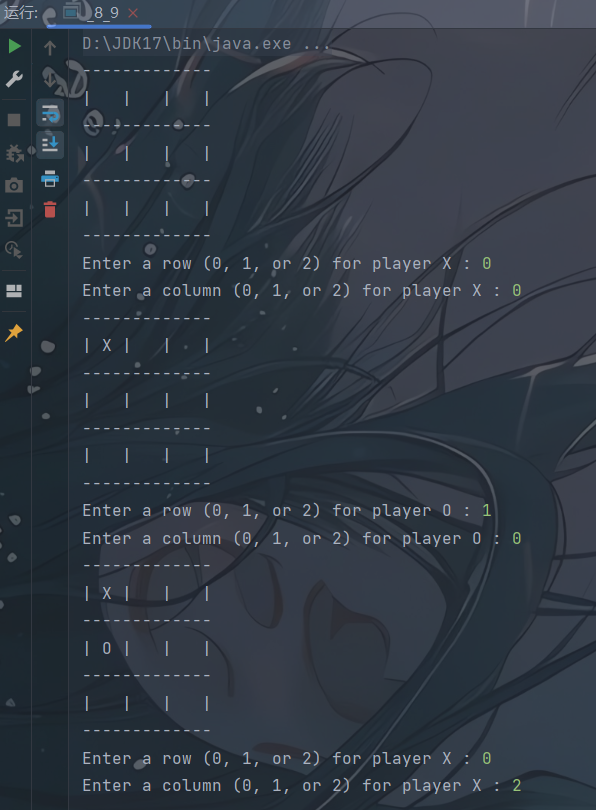 运行: _8_9
D:\JDK17\bin\java.exe ...
-------------
|   |   |   |
-------------
|   |   |   |
-------------
|   |   |   |
-------------
Enter a row (0, 1, or 2) for player X : 0
Enter a column (0, 1, or 2) for player X : 0
-------------
| X |   |   |
-------------
|   |   |   |
-------------
|   |   |   |
-------------
Enter a row (0, 1, or 2) for player O : 1
Enter a column (0, 1, or 2) for player O : 0
-------------
| X |   |   |
-------------
| O |   |   |
-------------
|   |   |   |
-------------
Enter a row (0, 1, or 2) for player X : 0
Enter a column (0, 1, or 2) for player X : 2